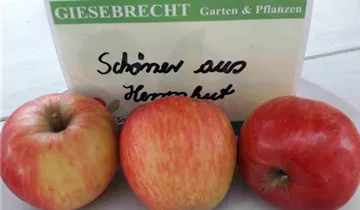 GIESEBRECHT Garten & Pflanzen
Schöner aus
Herrnhut